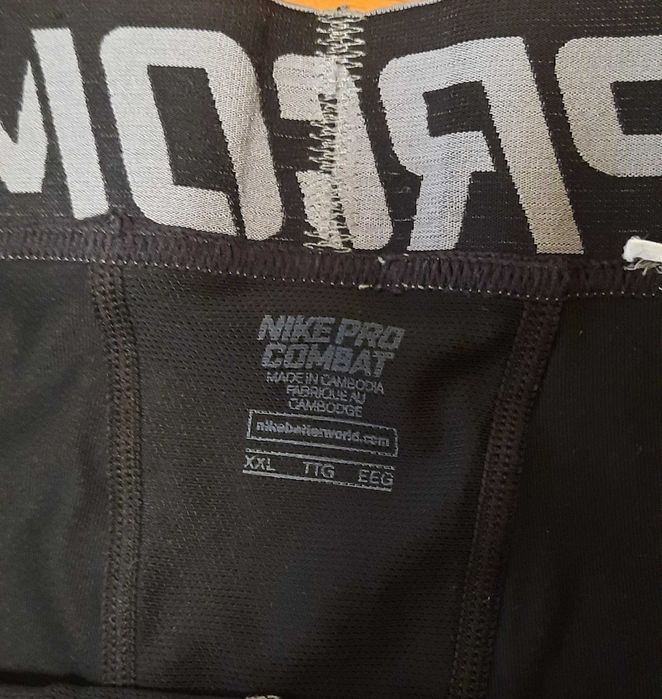 NIKE PRO
COMBAT
MADE IN CAMBODIA
FABRIQUE AU
CAMBODGE
nikebetterworld.com
XXL TTG EEG